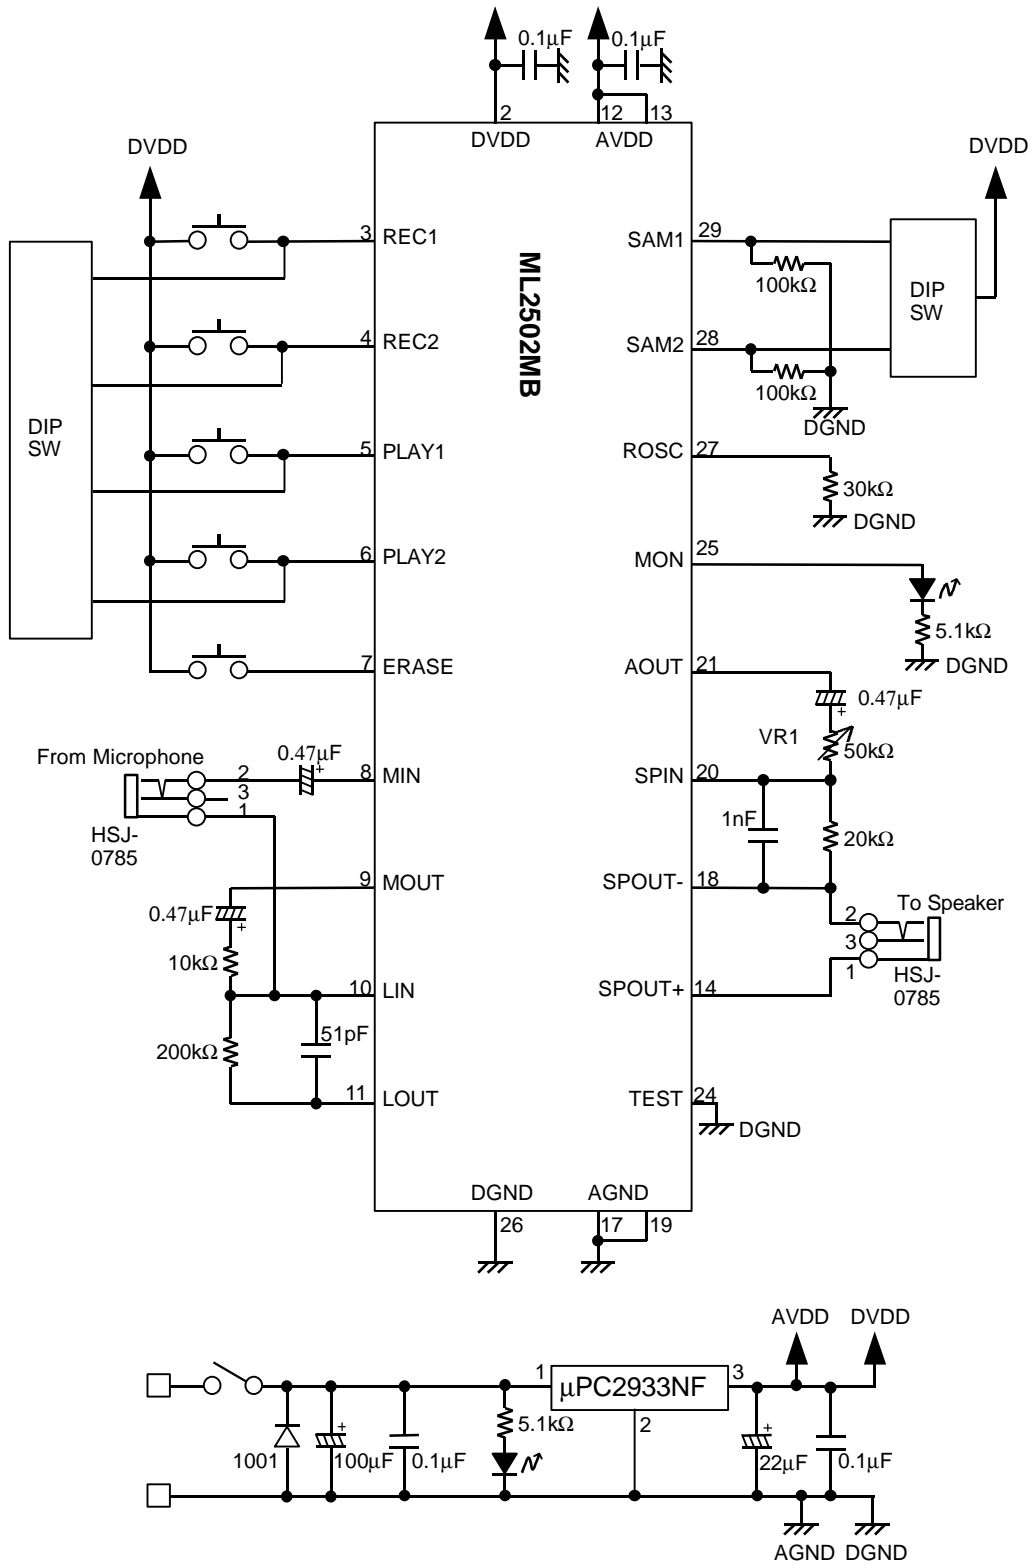 0.1μF
0.1μF
2
12
13
DVDD
AVDD
DVDD
DVDD
3
REC1
SAM1
29
100kΩ
4
REC2
SAM2
28
100kΩ
DGND
DIP
SW
DIP
SW
ML2502MB
5
PLAY1
ROSC
27
30kΩ
DGND
6
PLAY2
MON
25
5.1kΩ
DGND
7
ERASE
AOUT
21
0.47μF
+
VR1
50kΩ
From Microphone
2
3
1
HSJ-
0785
0.47μF
+
8
MIN
SPIN
20
1nF
20kΩ
9
MOUT
SPOUT-
18
0.47μF
+
10kΩ
To Speaker
2
3
1
HSJ-
0785
10
LIN
SPOUT+
14
51pF
200kΩ
11
LOUT
TEST
24
DGND
DGND
AGND
26
17
19
AVDD
DVDD
1
μPC2933NF
3
2
1001
+
100μF
0.1μF
5.1kΩ
+
22μF
0.1μF
AGND
DGND